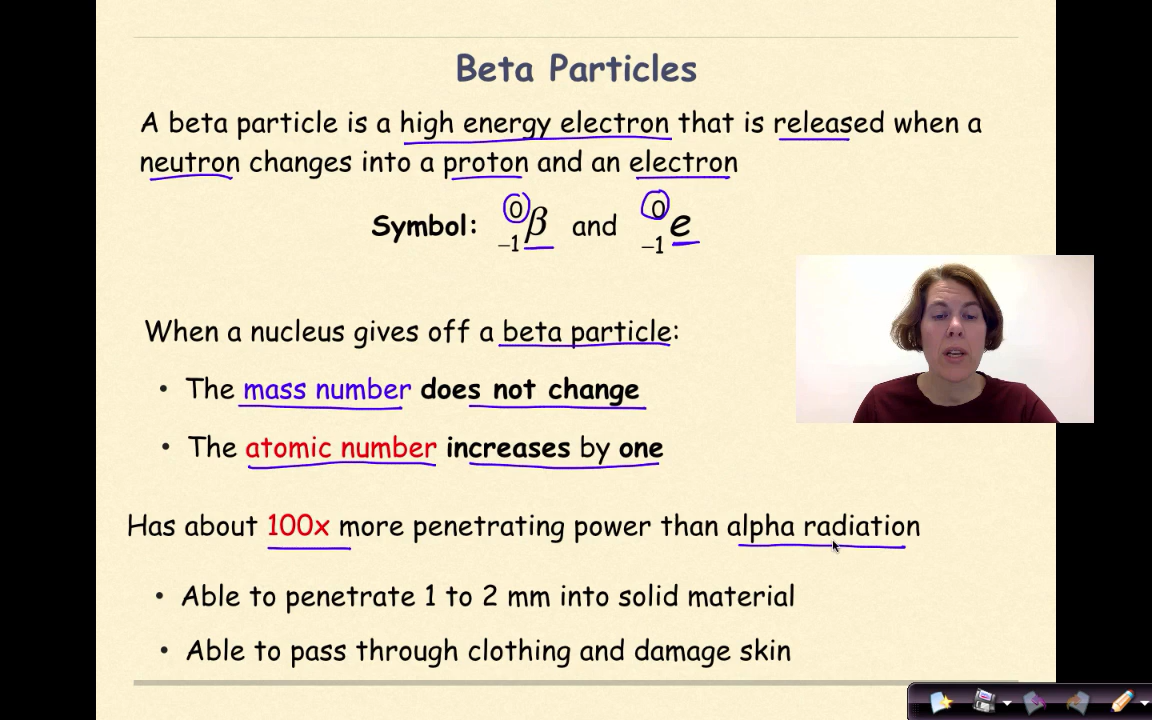 Beta Particles
A beta particle is a high energy electron that is released when a
neutron changes into a proton and an electron
Symbol: ⁰₋₁β and ⁰₋₁e
When a nucleus gives off a beta particle:
• The mass number does not change
• The atomic number increases by one
Has about 100x more penetrating power than alpha radiation
• Able to penetrate 1 to 2 mm into solid material
• Able to pass through clothing and damage skin